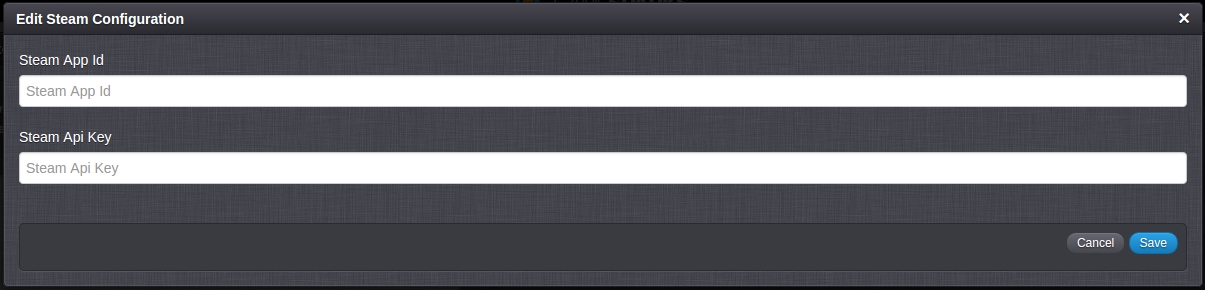 Edit Steam Configuration ×
Steam App Id
Steam App Id
Steam Api Key
Steam Api Key
Cancel Save